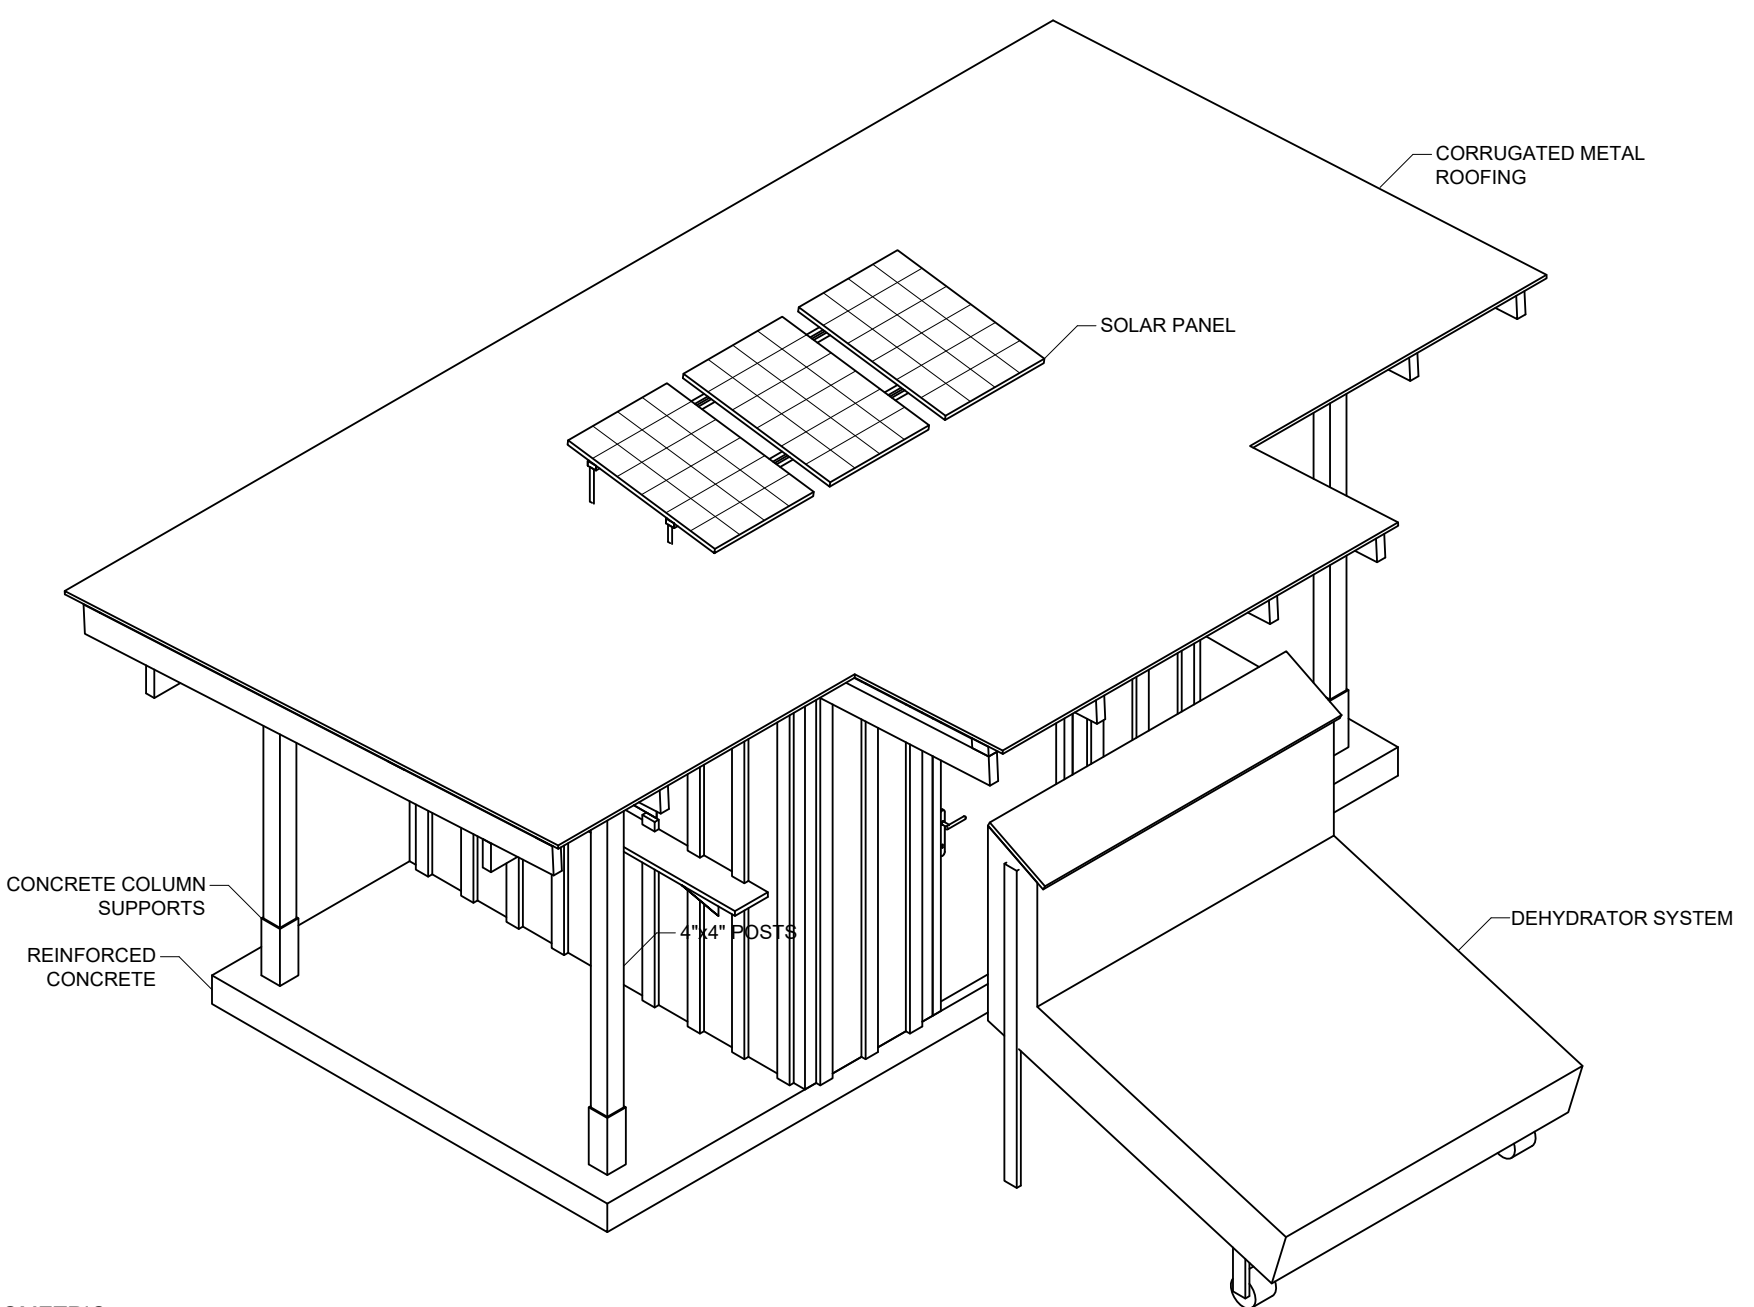 CORRUGATED METAL
ROOFING
SOLAR PANEL
CONCRETE COLUMN
SUPPORTS
4"x4" POSTS
DEHYDRATOR SYSTEM
REINFORCED
CONCRETE